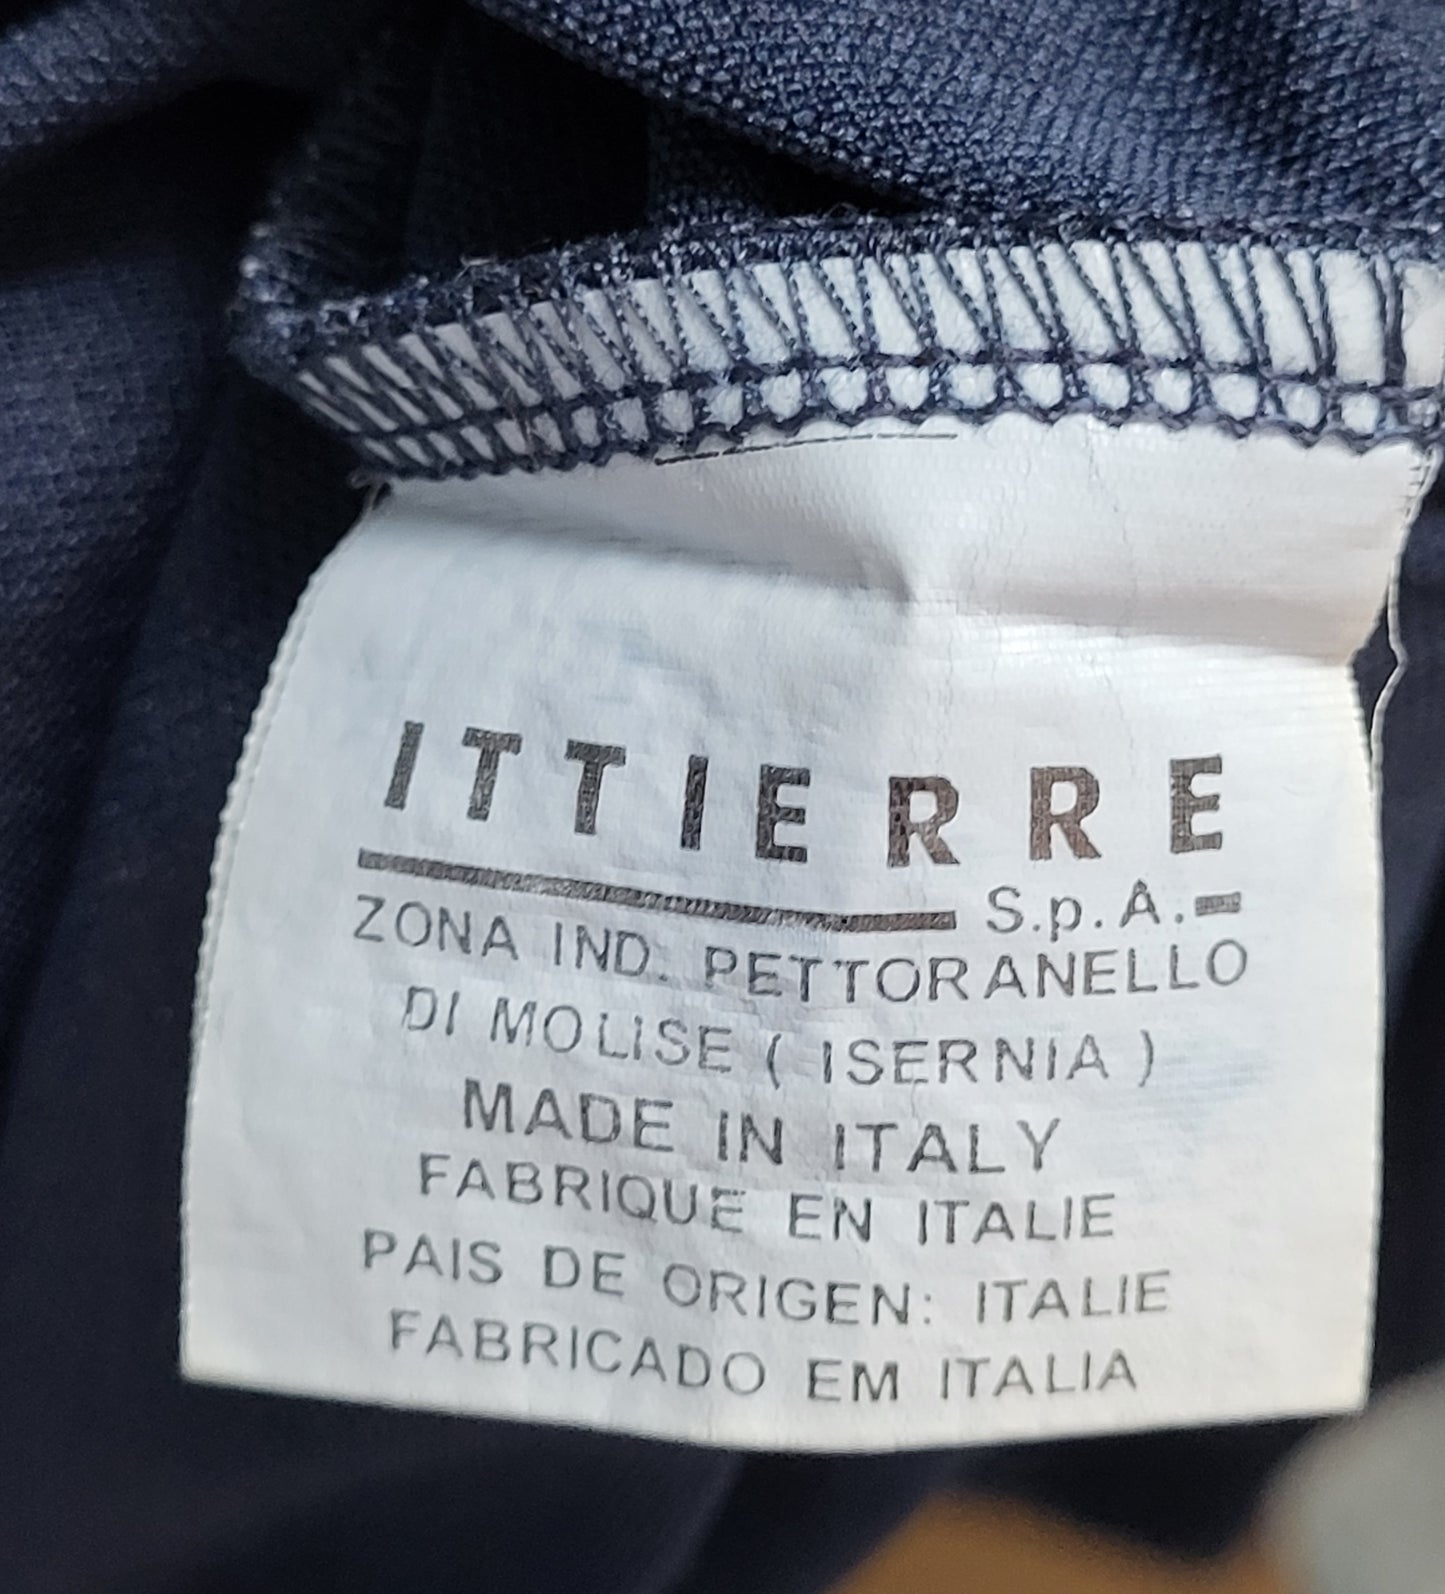 ITTIERRE
S.p.A.
ZONA IND. PETTORANELLO
DI MOLISE ( ISERNIA )
MADE IN ITALY
FABRIQUE EN ITALIE
PAIS DE ORIGEN: ITALIE
FABRICADO EM ITALIA